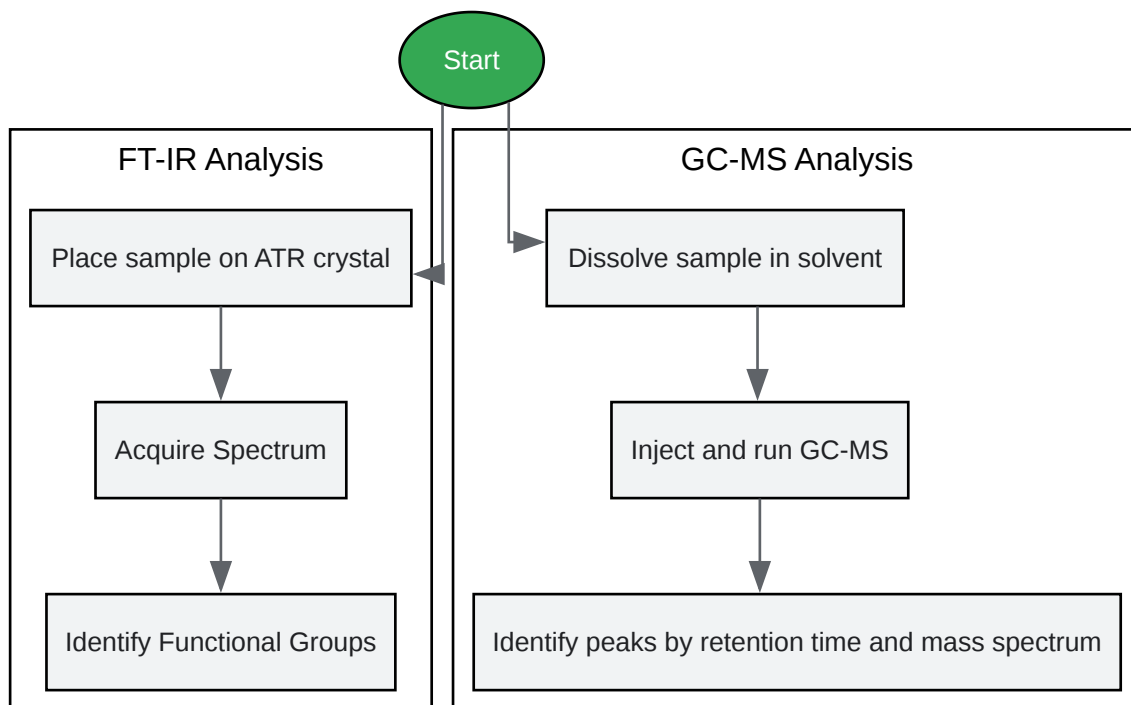 Start
FT-IR Analysis
Place sample on ATR crystal
Acquire Spectrum
Identify Functional Groups
GC-MS Analysis
Dissolve sample in solvent
Inject and run GC-MS
Identify peaks by retention time and mass spectrum